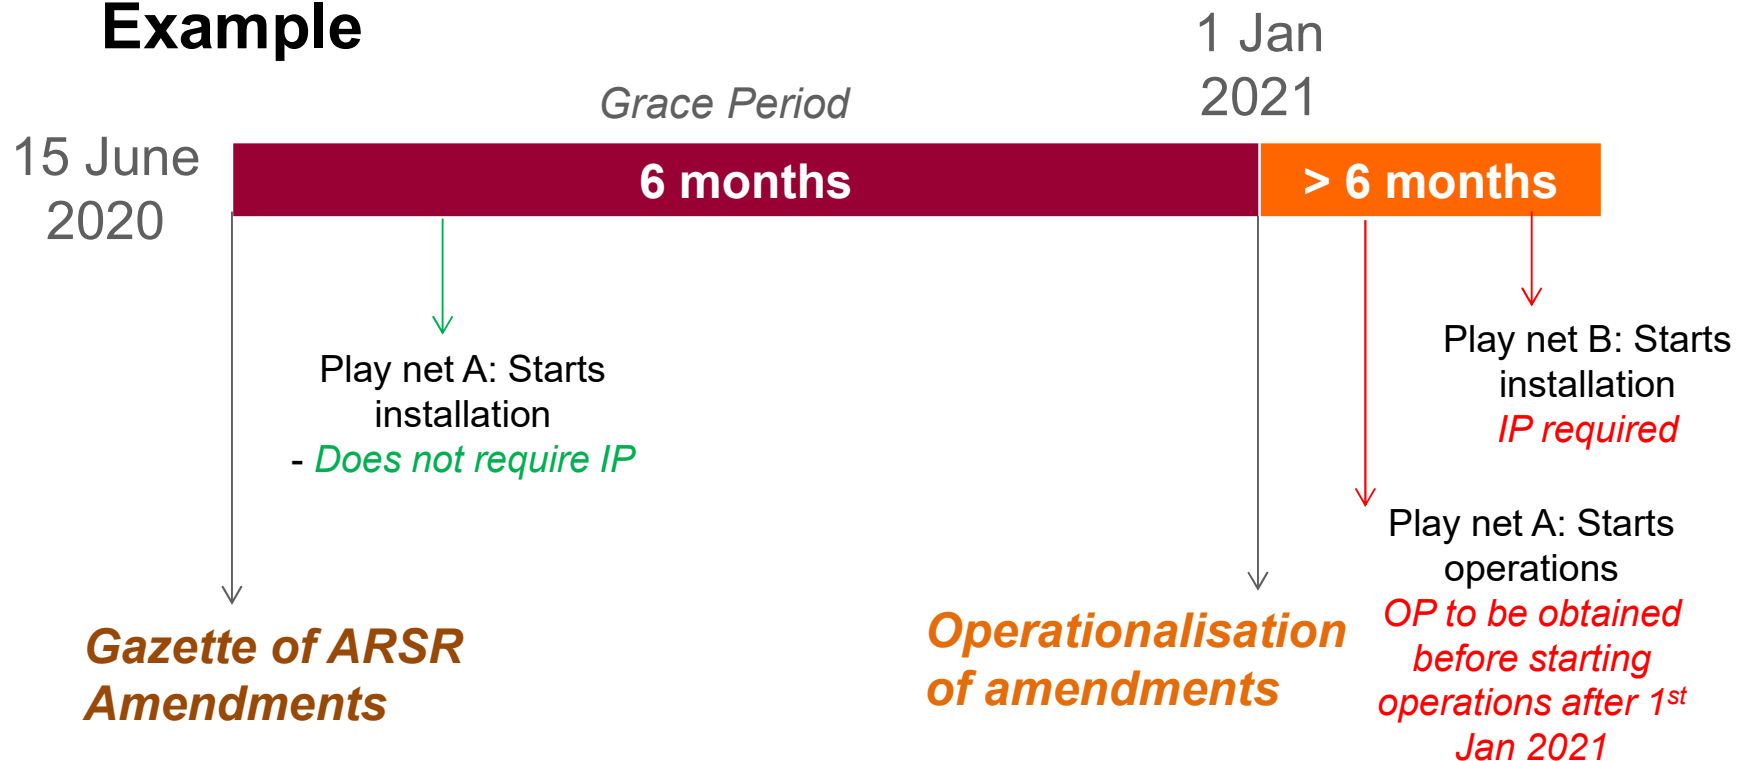 Example
1 Jan
2021
Grace Period
15 June
2020
6 months
> 6 months
Play net A: Starts
installation
- Does not require IP
Play net B: Starts
installation
IP required
Play net A: Starts
operations
OP to be obtained
before starting
operations after 1st
Jan 2021
Gazette of ARSR
Amendments
Operationalisation
of amendments